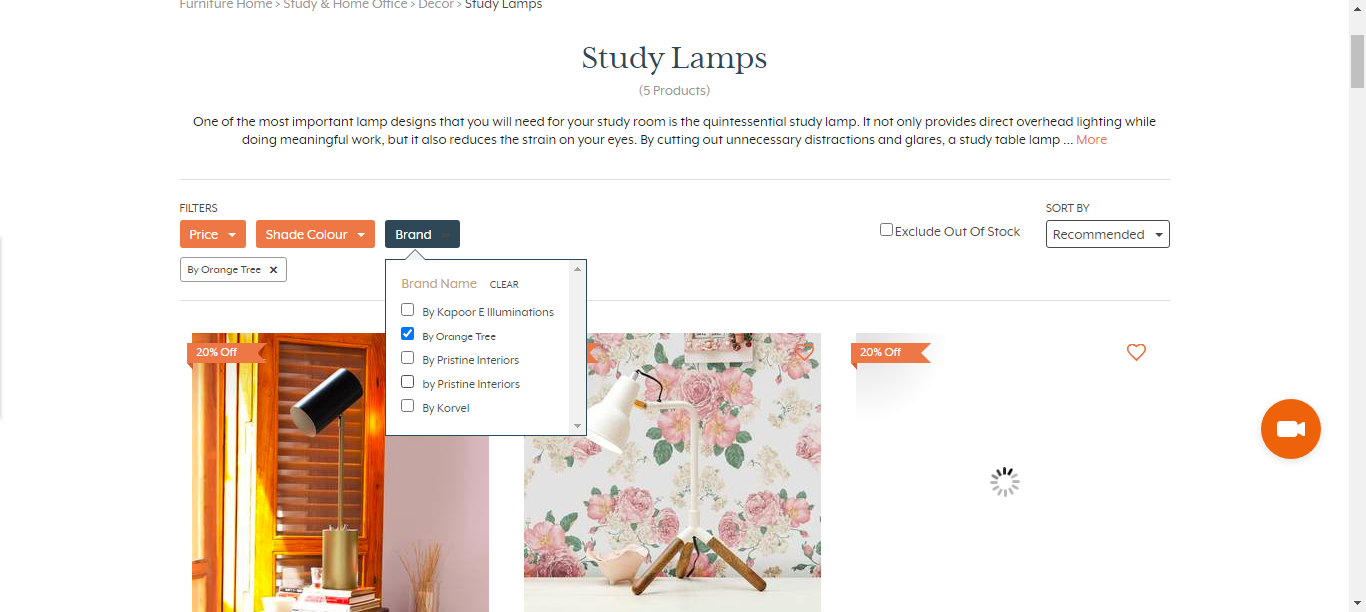 Furniture Home > Study & Home Office > Decor > Study Lamps
Study Lamps
(5 Products)
One of the most important lamp designs that you will need for your study room is the quintessential study lamp. It not only provides direct overhead lighting while
doing meaningful work, but it also reduces the strain on your eyes. By cutting out unnecessary distractions and glares, a study table lamp ... More
FILTERS
SORT BY
Price
Shade Colour
Brand
Exclude Out Of Stock
Recommended
By Orange Tree ×
Brand Name CLEAR
By Kapoor E Illuminations
By Orange Tree
By Pristine Interiors
by Pristine Interiors
By Korvel
20% Off
20% Off